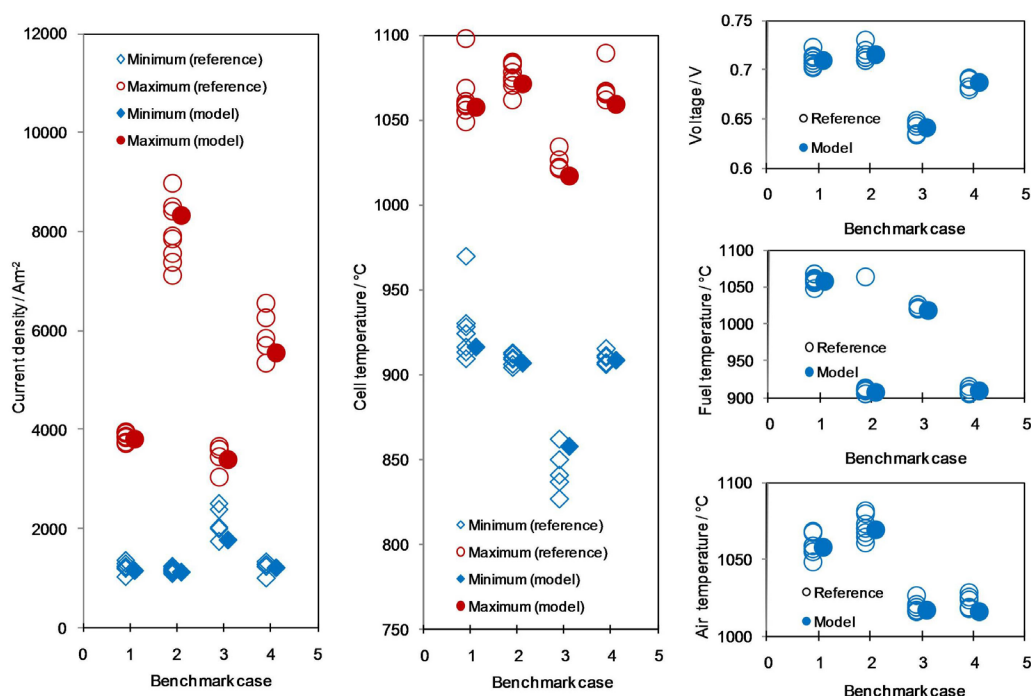 12000
10000
8000
6000
4000
2000
0
Current density / Am⁻²
Minimum (reference)
Maximum (reference)
Minimum (model)
Maximum (model)
0 1 2 3 4 5
Benchmark case
1100
1050
1000
950
900
850
800
750
Cell temperature / °C
Minimum (reference)
Maximum (reference)
Minimum (model)
Maximum (model)
0 1 2 3 4 5
Benchmark case
0.75
0.7
0.65
0.6
Voltage / V
Reference
Model
0 1 2 3 4 5
Benchmark case
1100
1050
1000
950
900
Fuel temperature / °C
Reference
Model
0 1 2 3 4 5
Benchmark case
1100
1050
1000
Air temperature / °C
Reference
Model
0 1 2 3 4 5
Benchmark case